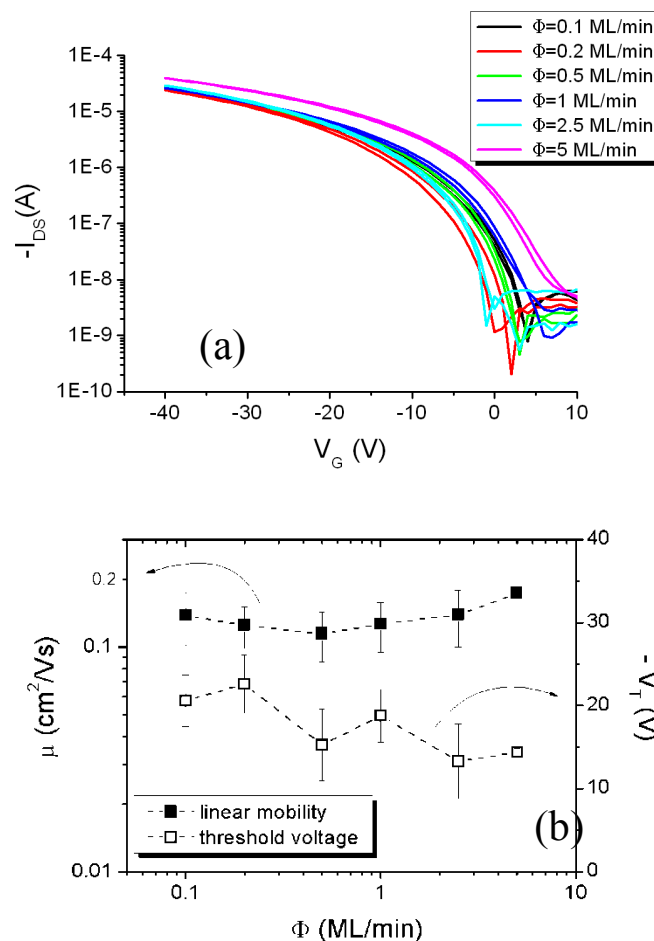 Φ=0.1 ML/min
Φ=0.2 ML/min
Φ=0.5 ML/min
Φ=1 ML/min
Φ=2.5 ML/min
Φ=5 ML/min
1E-4
1E-5
1E-6
1E-7
1E-8
1E-9
1E-10
-I_DS(A)
(a)
-50 -40 -30 -20 -10 0 10
V_G (V)
40
30
20
10
0
- V_T (V)
0.2
0.1
0.01
μ (cm²/Vs)
linear mobility
threshold voltage
(b)
0.1 1 10
Φ (ML/min)